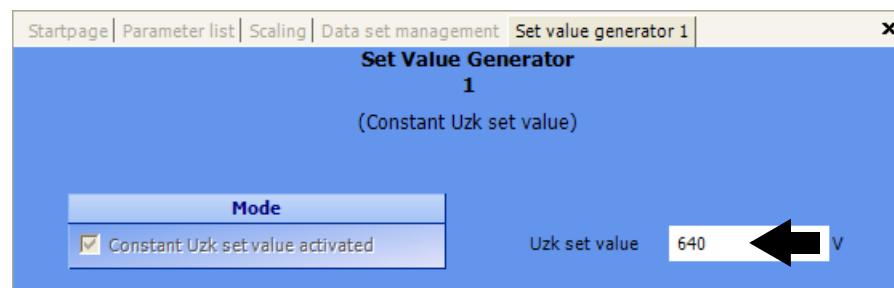 Startpage Parameter list Scaling Data set management Set value generator 1 x
Set Value Generator
1
(Constant Uzk set value)
Mode
Constant Uzk set value activated
Uzk set value 640 V